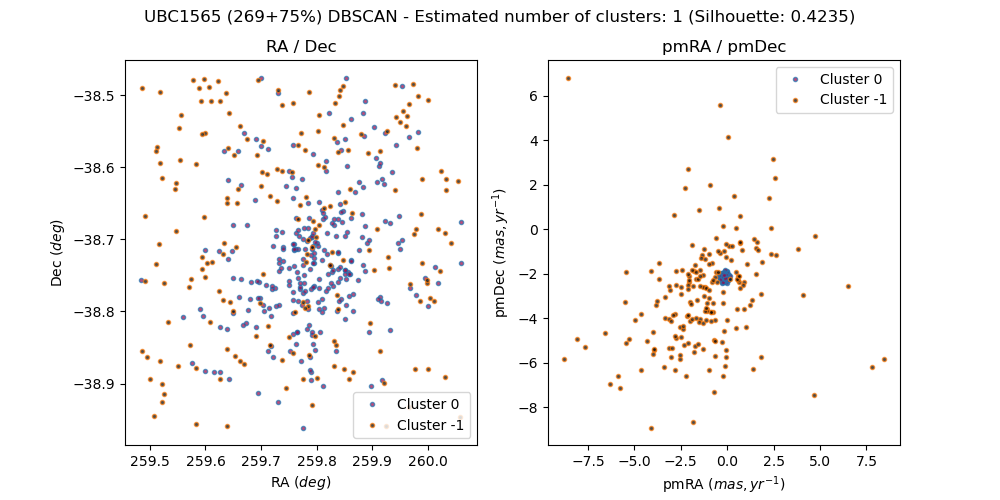 UBC1565 (269+75%) DBSCAN - Estimated number of clusters: 1 (Silhouette: 0.4235)
RA / Dec
−38.5
−38.6
−38.7
−38.8
−38.9
Dec (deg)
259.5 259.6 259.7 259.8 259.9 260.0
RA (deg)
Cluster 0
Cluster -1
pmRA / pmDec
6
4
2
0
−2
−4
−6
−8
pmDec (mas, yr⁻¹)
−7.5 −5.0 −2.5 0.0 2.5 5.0 7.5
pmRA (mas, yr⁻¹)
Cluster 0
Cluster -1